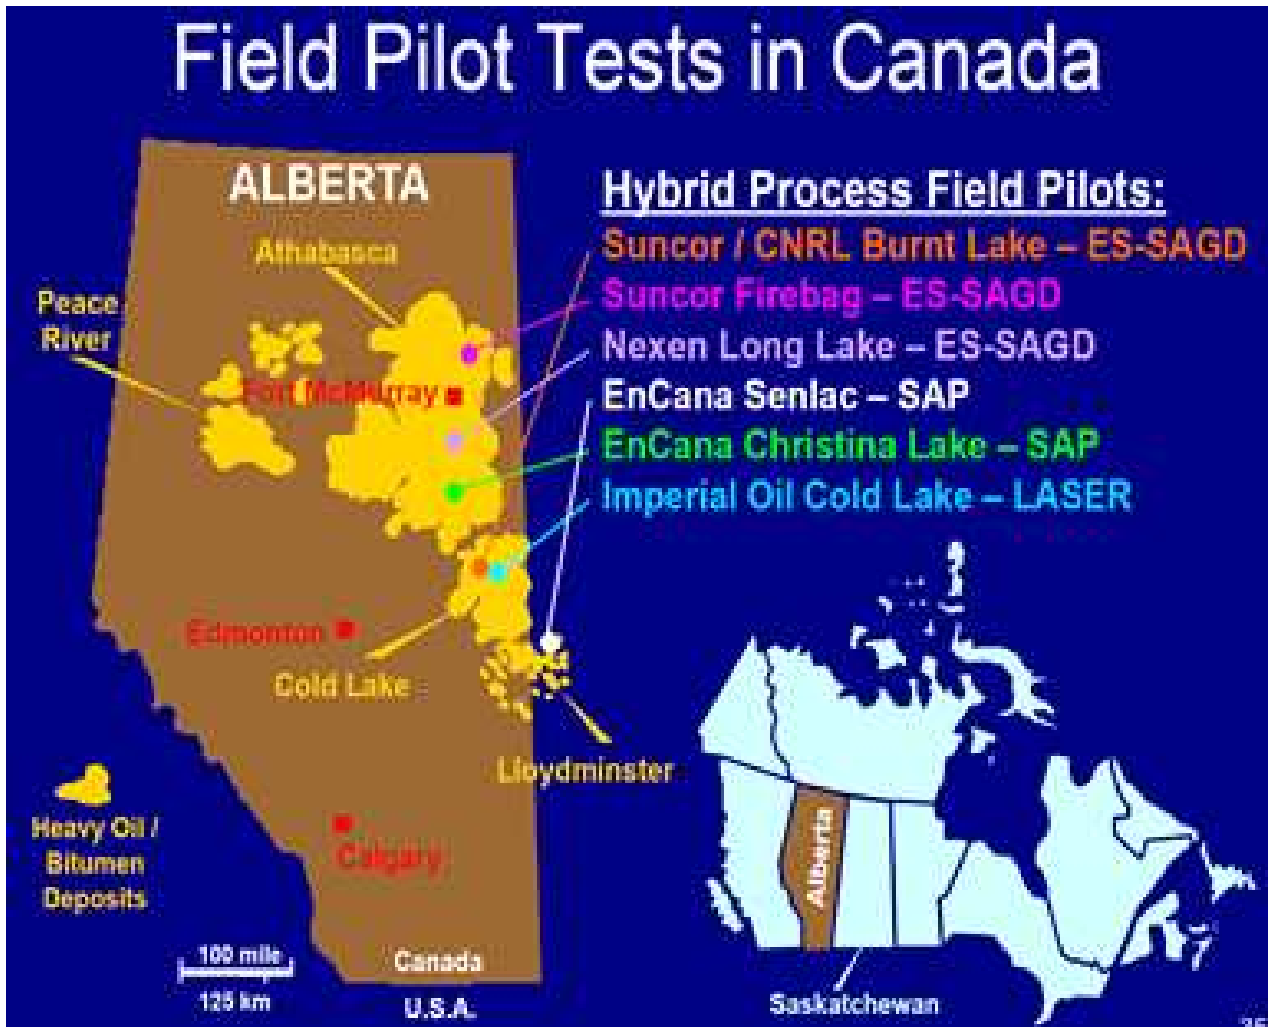 Field Pilot Tests in Canada
ALBERTA
Athabasca
Peace
River
Fort McMurray
Edmonton
Cold Lake
Lloydminster
Calgary
Heavy Oil /
Bitumen
Deposits
100 mile
125 km
Canada
U.S.A.
Hybrid Process Field Pilots:
Suncor / CNRL Burnt Lake – ES-SAGD
Suncor Firebag – ES-SAGD
Nexen Long Lake – ES-SAGD
EnCana Senlac – SAP
EnCana Christina Lake – SAP
Imperial Oil Cold Lake – LASER
Alberta
Saskatchewan